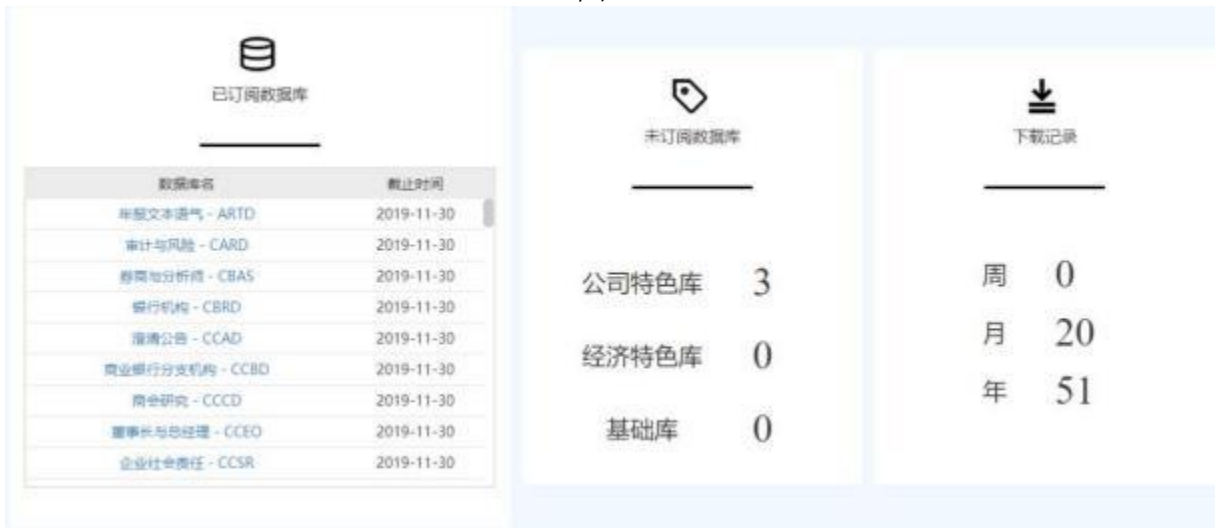 已订阅数据库
数据库名 截止时间
年报文本语气 - ARTD 2019-11-30
审计与风险 - CARD 2019-11-30
券商与分析师 - CBAS 2019-11-30
银行机构 - CBRD 2019-11-30
澄清公告 - CCAD 2019-11-30
商业银行分支机构 - CCBD 2019-11-30
商会研究 - CCCD 2019-11-30
董事长与总经理 - CCEO 2019-11-30
企业社会责任 - CCSR 2019-11-30
未订阅数据库
公司特色库 3
经济特色库 0
基础库 0
下载记录
周 0
月 20
年 51